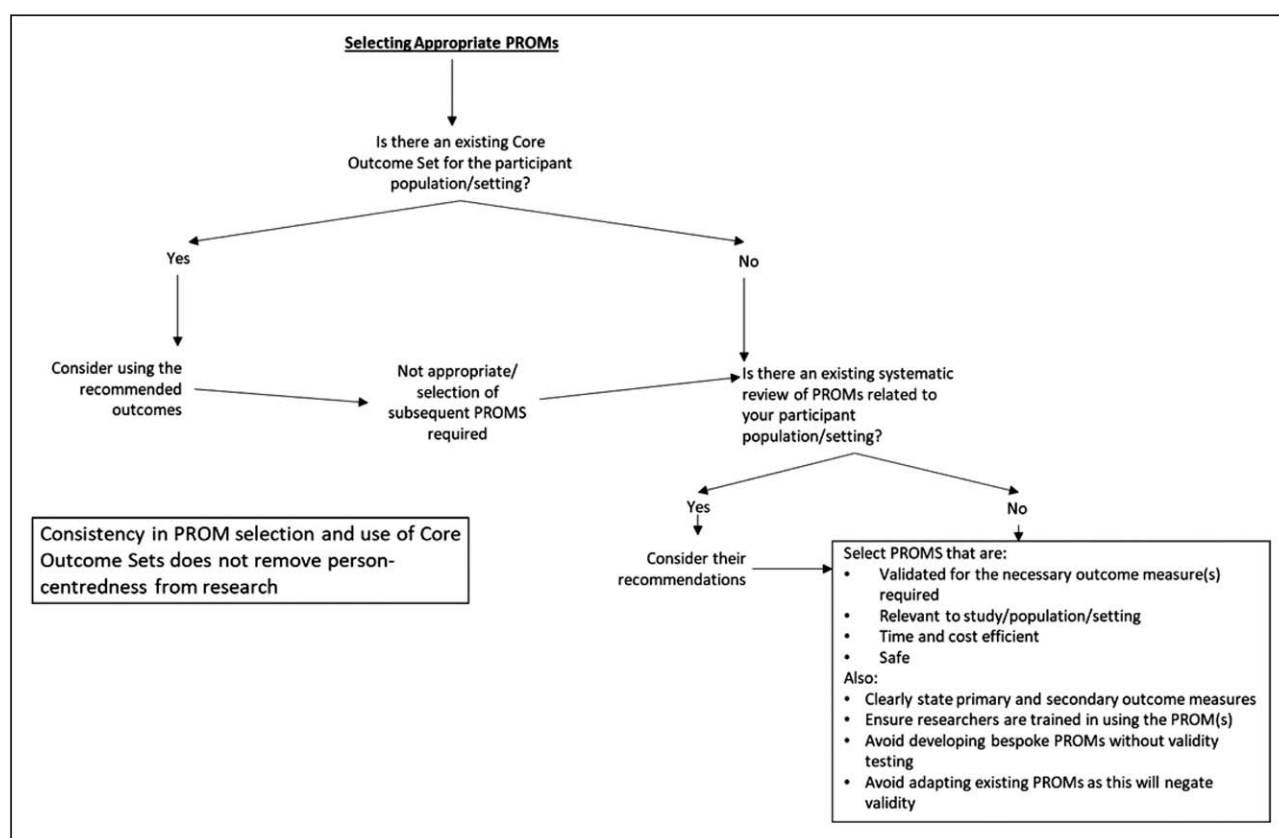 Selecting Appropriate PROMs
Is there an existing Core
Outcome Set for the participant
population/setting?
Yes
No
Consider using the
recommended
outcomes
Not appropriate/
selection of
subsequent PROMS
required
Is there an existing systematic
review of PROMs related to
your participant
population/setting?
Yes
No
Consistency in PROM selection and use of Core
Outcome Sets does not remove person-
centredness from research
Consider their
recommendations
Select PROMS that are:
• Validated for the necessary outcome measure(s)
required
• Relevant to study/population/setting
• Time and cost efficient
• Safe
Also:
• Clearly state primary and secondary outcome measures
• Ensure researchers are trained in using the PROM(s)
• Avoid developing bespoke PROMs without validity
testing
• Avoid adapting existing PROMs as this will negate
validity